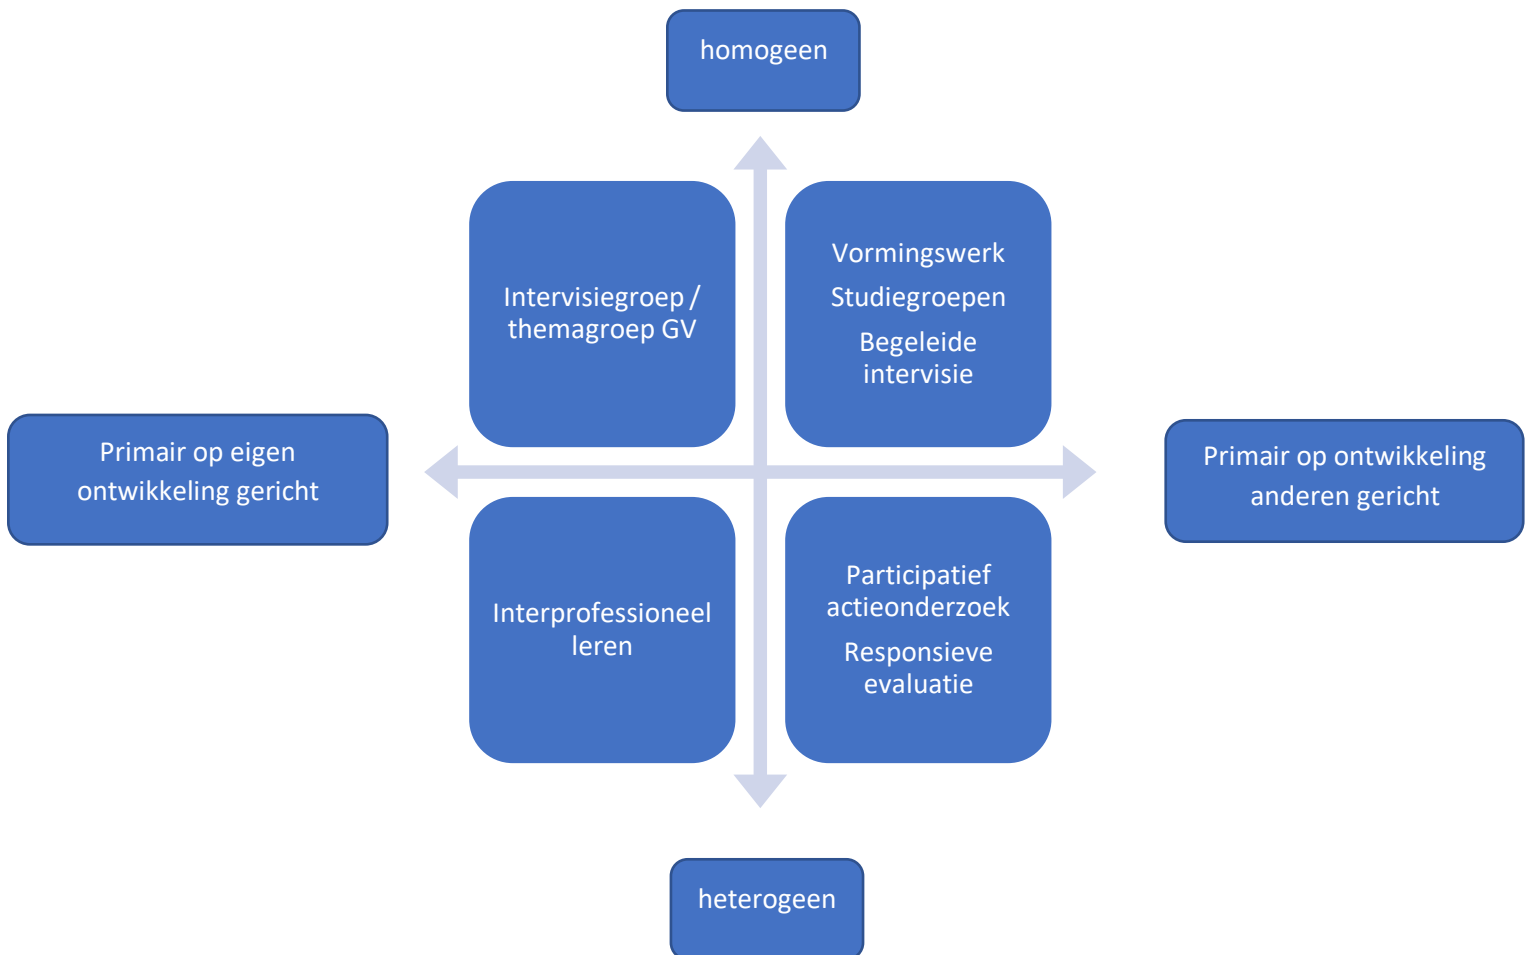 homogeen
Intervisiegroep /
themagroep GV
Vormingswerk
Studiegroepen
Begeleide
intervisie
Primair op eigen
ontwikkeling gericht
Primair op ontwikkeling
anderen gericht
Interprofessioneel
leren
Participatief
actieonderzoek
Responsieve
evaluatie
heterogeen